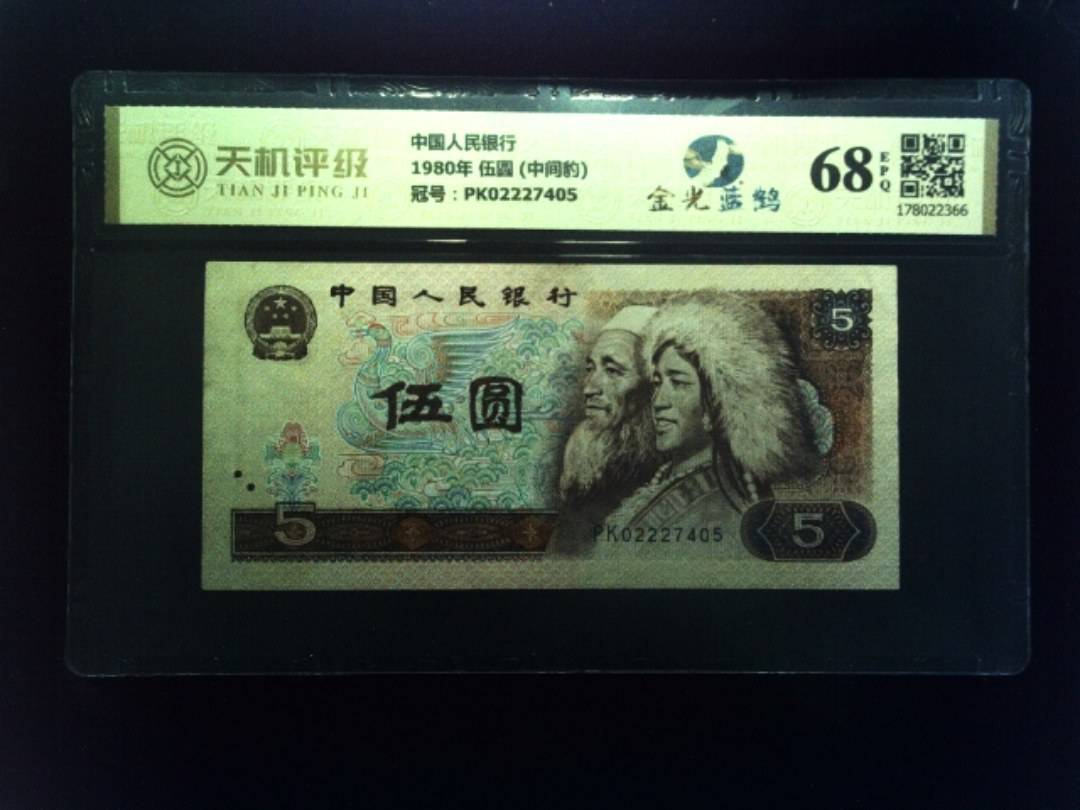 天机评级
TIAN JI PING JI
中国人民银行
1980年 伍圆 (中间豹)
冠号：PK02227405
金光蓝鹤
68
EPQ
178022366
中国人民银行
5
伍圆
5
PK02227405
5